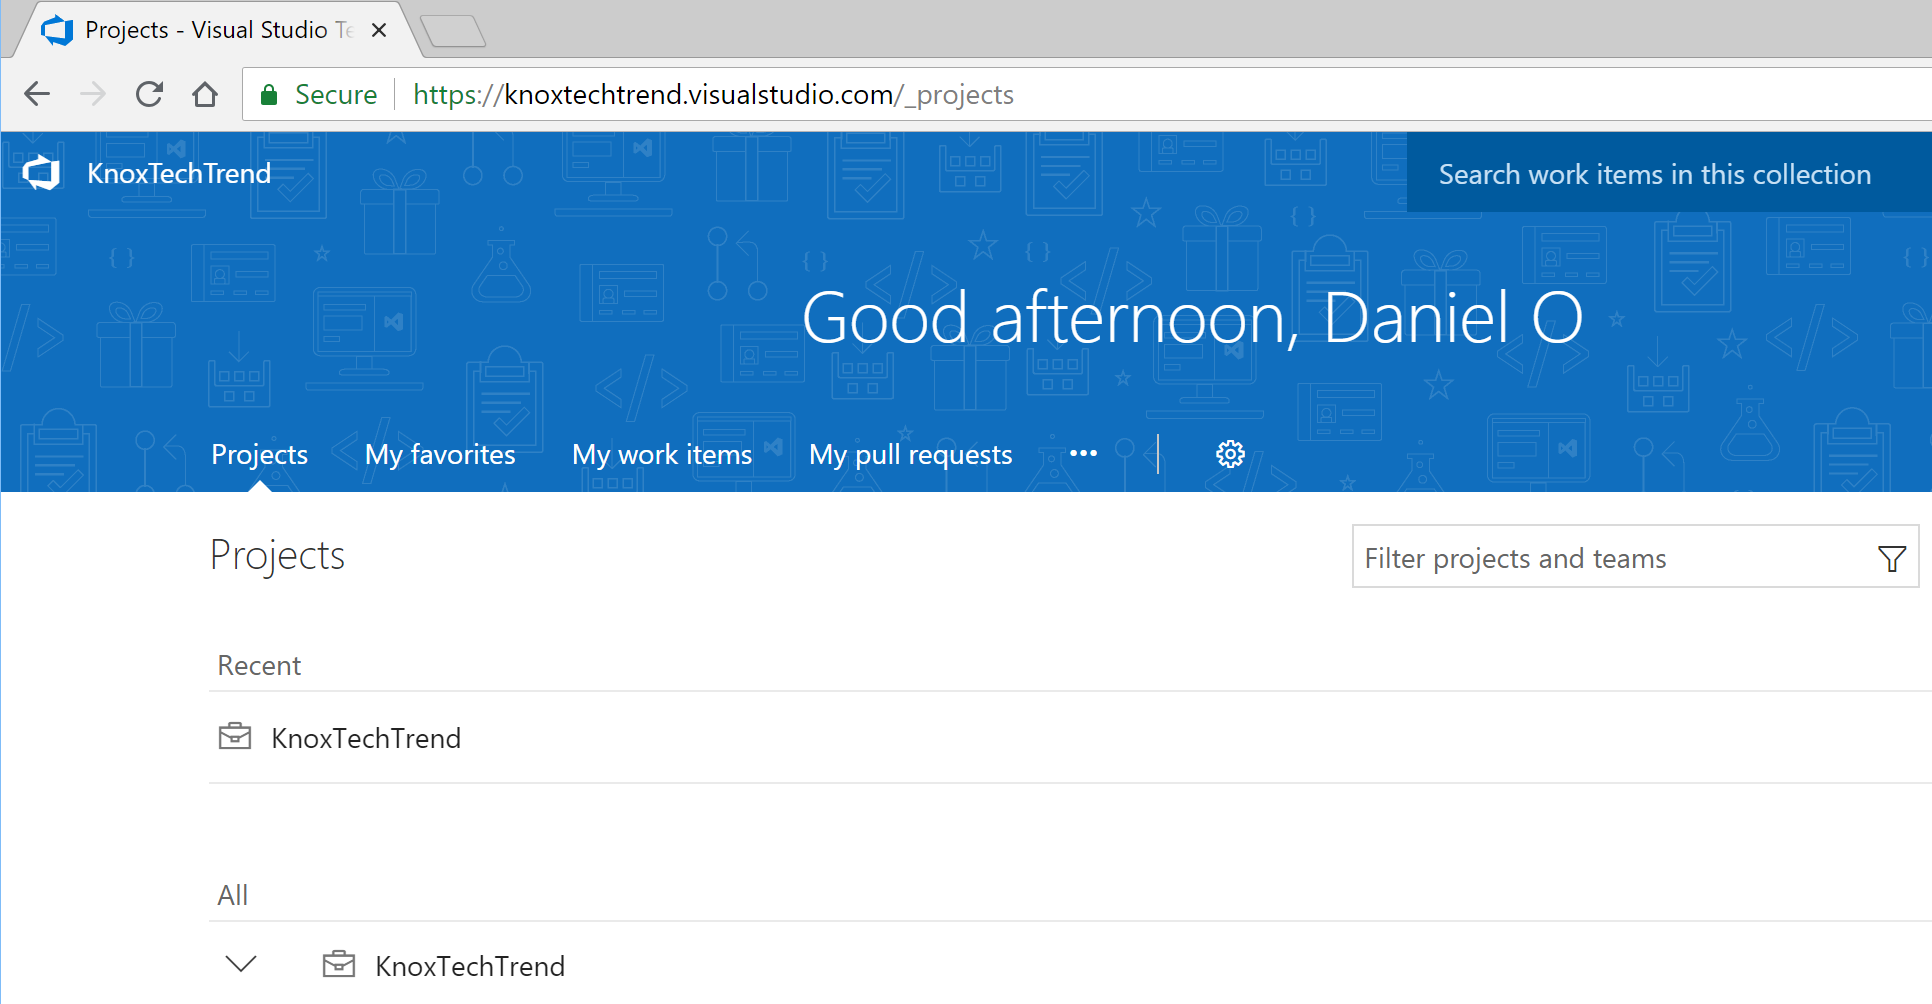 Projects - Visual Studio Te
Secure https://knoxtechtrend.visualstudio.com/_projects
KnoxTechTrend Search work items in this collection
Good afternoon, Daniel O
Projects My favorites My work items My pull requests ...
Projects Filter projects and teams
Recent
KnoxTechTrend
All
KnoxTechTrend